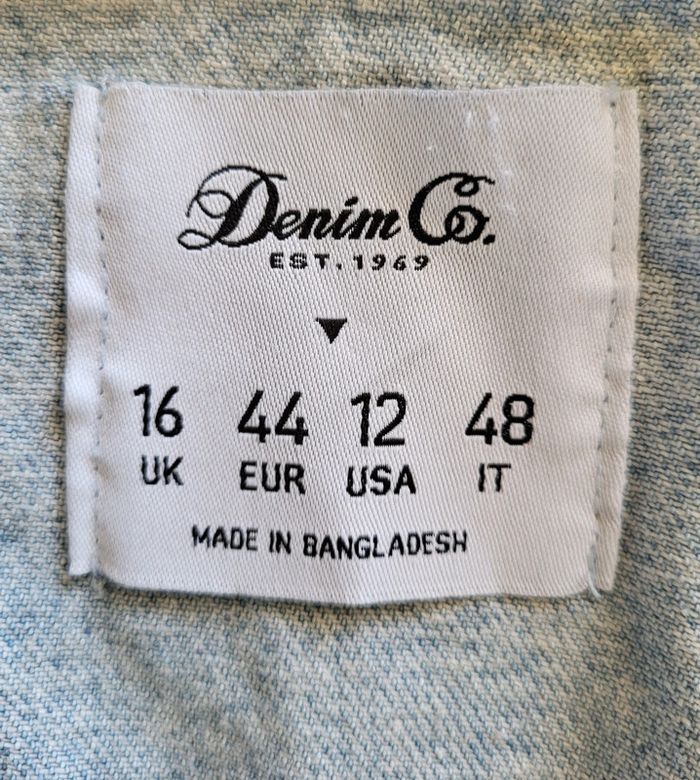 Denim Co.
EST. 1969
16 44 12 48
UK EUR USA IT
MADE IN BANGLADESH